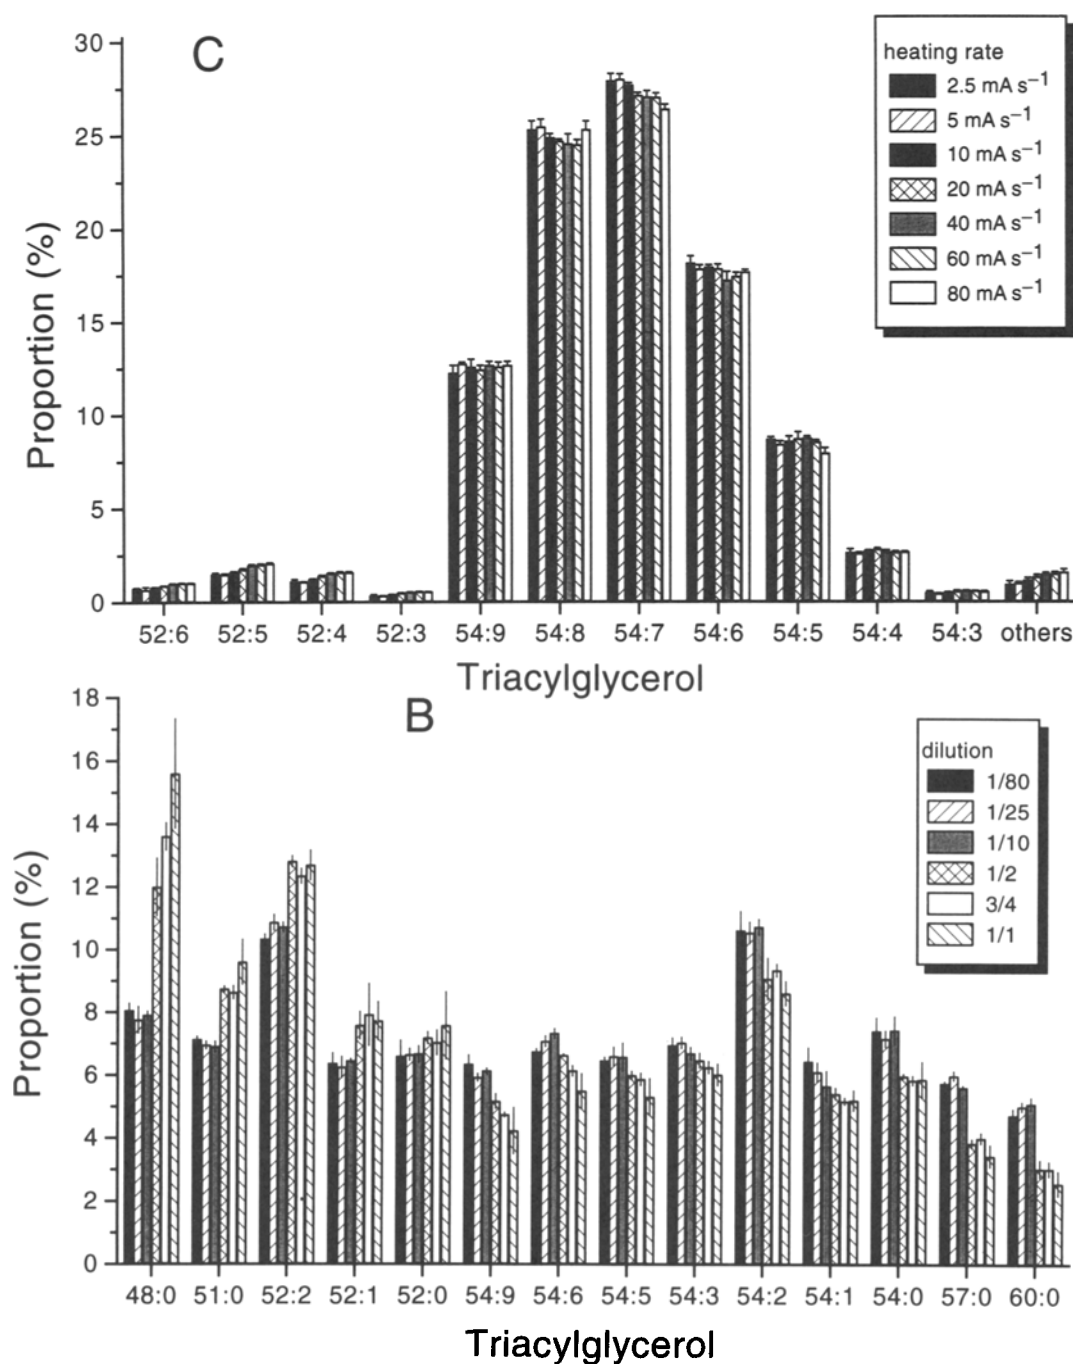 C
heating rate
2.5 mA s⁻¹
5 mA s⁻¹
10 mA s⁻¹
20 mA s⁻¹
40 mA s⁻¹
60 mA s⁻¹
80 mA s⁻¹
30
25
20
15
10
5
0
Proportion (%)
52:6 52:5 52:4 52:3 54:9 54:8 54:7 54:6 54:5 54:4 54:3 others
Triacylglycerol
B
dilution
1/80
1/25
1/10
1/2
3/4
1/1
18
16
14
12
10
8
6
4
2
0
Proportion (%)
48:0 51:0 52:2 52:1 52:0 54:9 54:6 54:5 54:3 54:2 54:1 54:0 57:0 60:0
Triacylglycerol